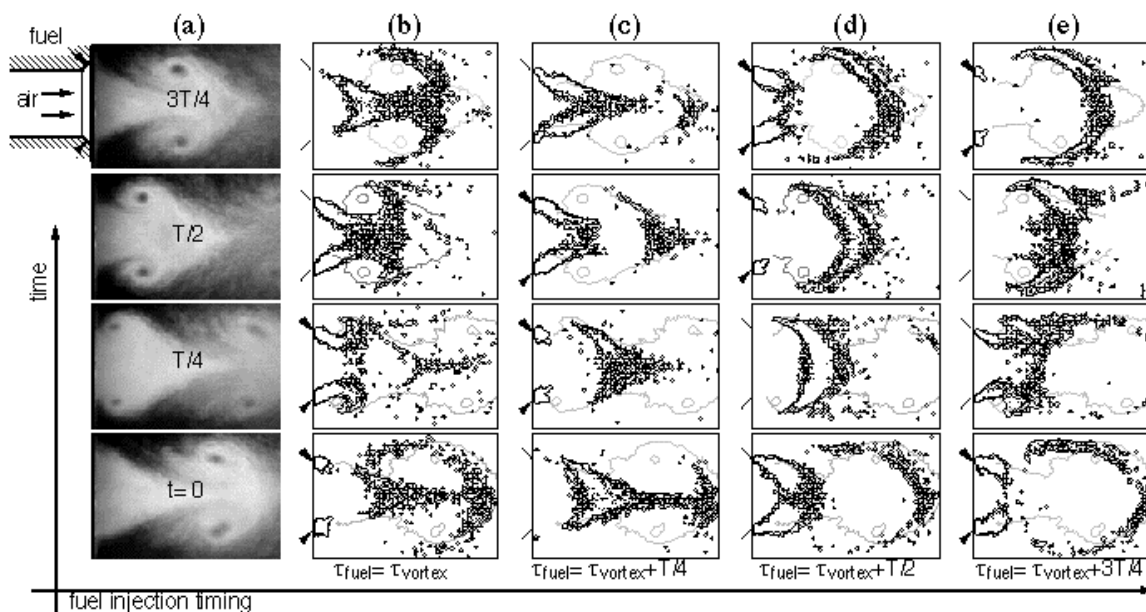 fuel (a) (b) (c) (d) (e)
air 3T/4
T/2
T/4
t= 0
time
τfuel= τvortex τfuel= τvortex+T/4 τfuel= τvortex+T/2 τfuel= τvortex+3T/4
fuel injection timing